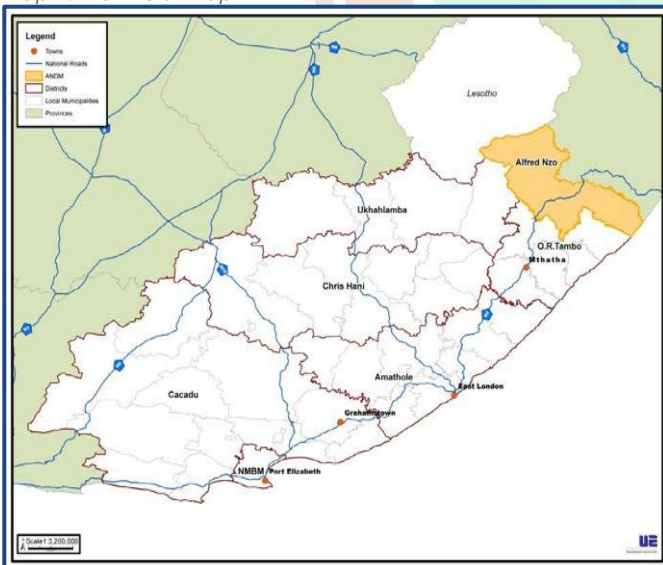 Legend
Towns
National Roads
ANDM
Districts
Local Municipalities
Provinces
Lesotho
Alfred Nzo
Ukhahlamba
O.R.Tambo
Mthatha
Chris Hani
Amathole
East London
Cacadu
Grahamstown
NMBM
Port Elizabeth
Scale1:3,200,000
UE